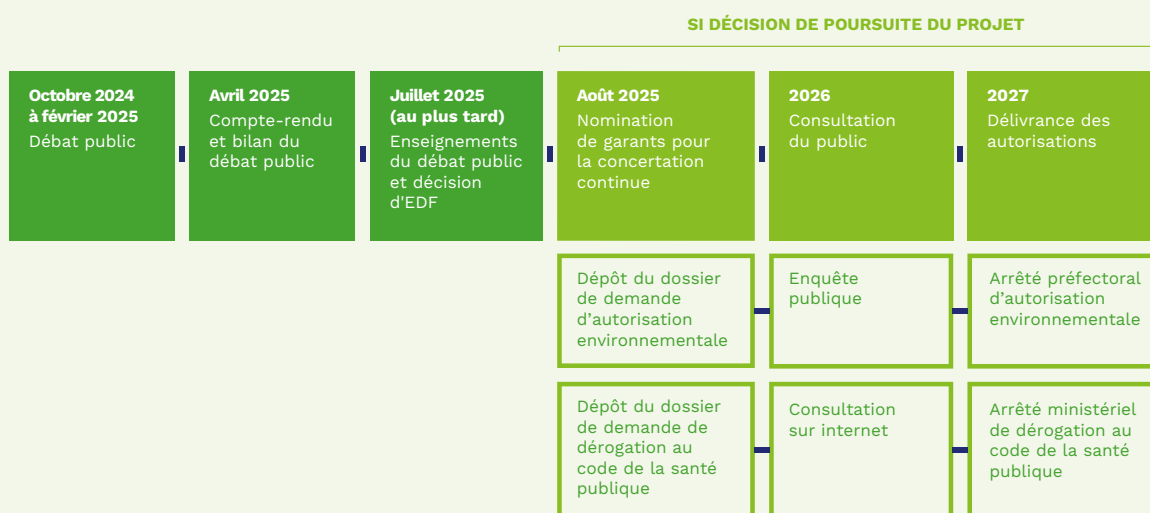 SI DÉCISION DE POURSUITE DU PROJET
Octobre 2024
à février 2025
Débat public
Avril 2025
Compte-rendu
et bilan du
débat public
Juillet 2025
(au plus tard)
Enseignements
du débat public
et décision
d'EDF
Août 2025
Nomination
de garants pour
la concertation
continue
2026
Consultation
du public
2027
Délivrance des
autorisations
Dépôt du dossier
de demande
d’autorisation
environnementale
Enquête
publique
Arrêté préfectoral
d’autorisation
environnementale
Dépôt du dossier
de demande de
dérogation au
code de la santé
publique
Consultation
sur internet
Arrêté ministériel
de dérogation au
code de la santé
publique